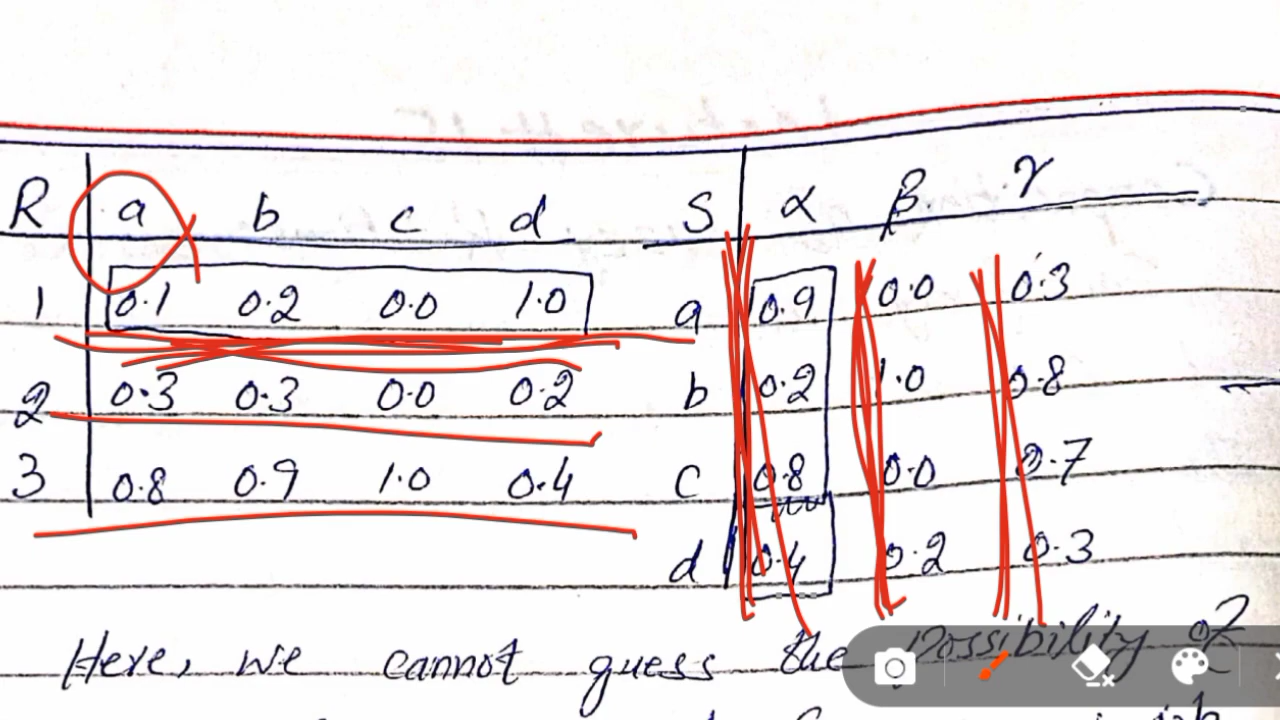 R a b c d S α β γ
1 0.1 0.2 0.0 1.0 a 0.9 0.0 0.3
2 0.3 0.3 0.0 0.2 b 0.2 1.0 0.8
3 0.8 0.9 1.0 0.4 c 0.8 0.0 0.7
d 0.4 0.2 0.3
Here, we cannot guess the possibility of